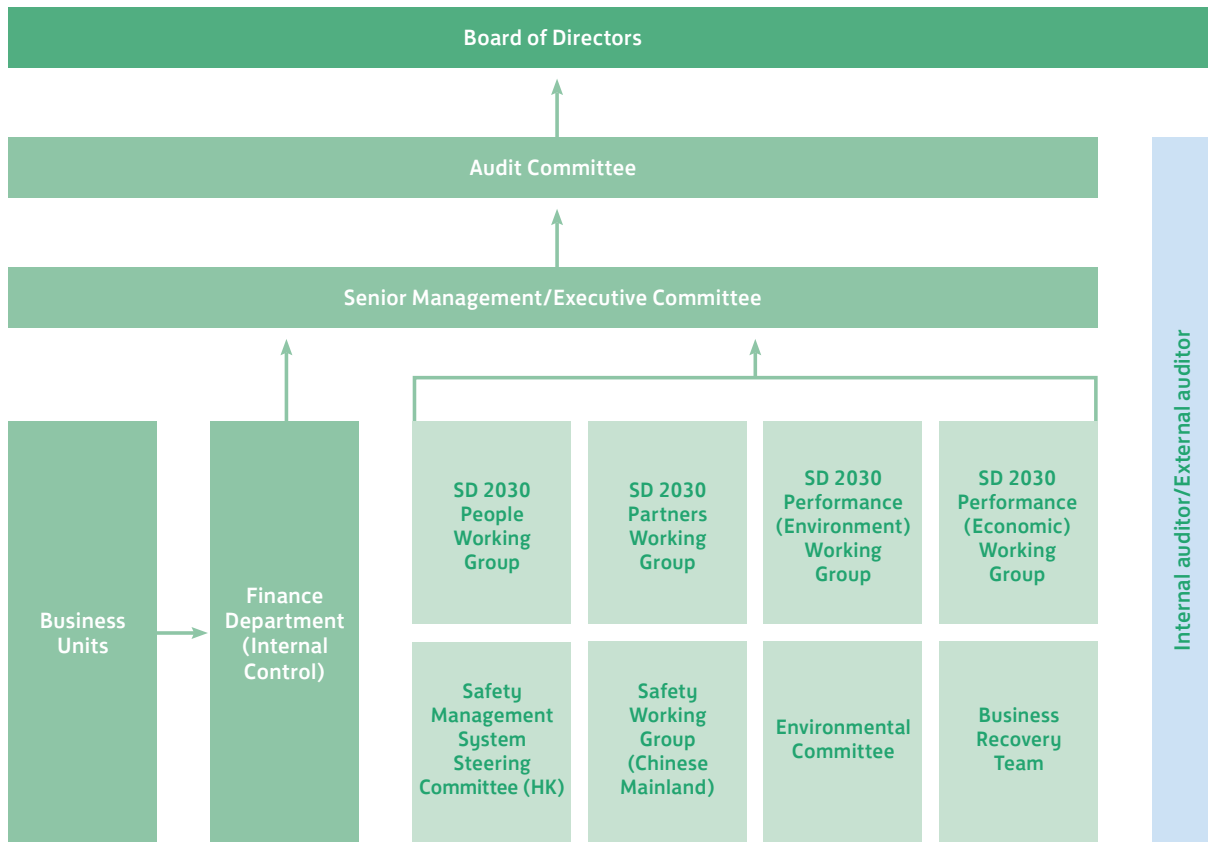 Board of Directors
Audit Committee
Senior Management/Executive Committee
Business
Units
Finance
Department
(Internal
Control)
SD 2030
People
Working
Group
SD 2030
Partners
Working
Group
SD 2030
Performance
(Environment)
Working
Group
SD 2030
Performance
(Economic)
Working
Group
Safety
Management
System
Steering
Committee (HK)
Safety
Working
Group
(Chinese
Mainland)
Environmental
Committee
Business
Recovery
Team
Internal auditor/External auditor